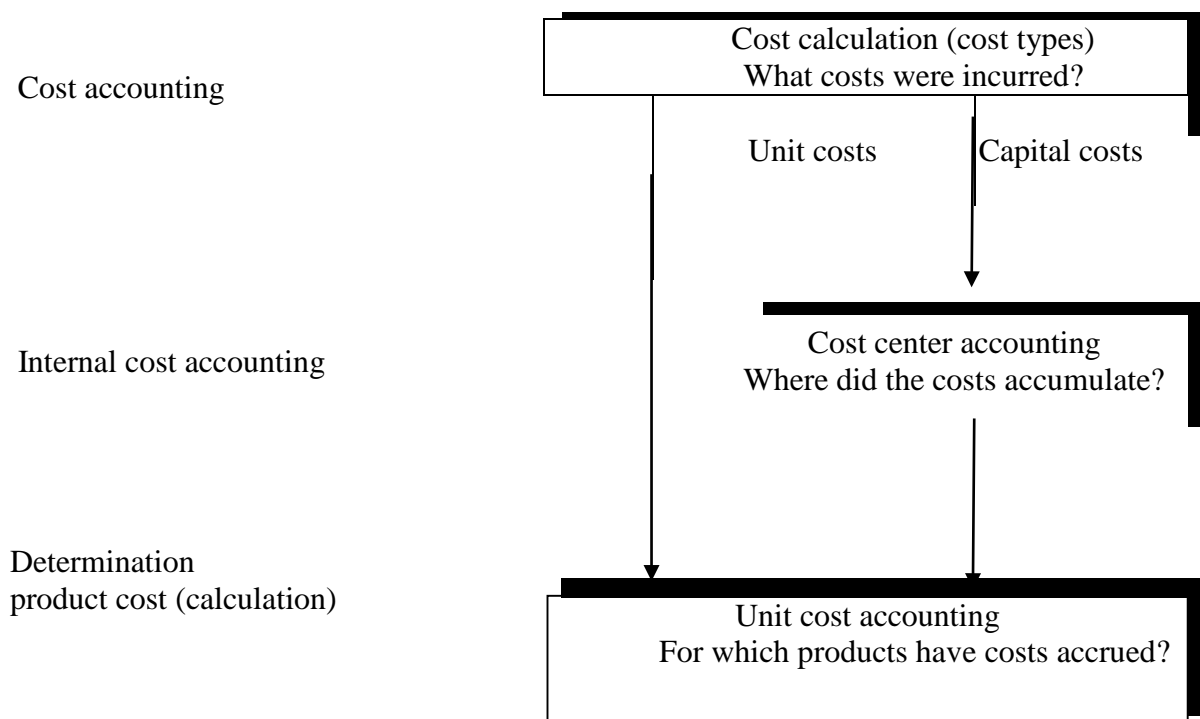 Cost calculation (cost types)
What costs were incurred?
Cost accounting
Unit costs
Capital costs
Cost center accounting
Where did the costs accumulate?
Internal cost accounting
Determination
product cost (calculation)
Unit cost accounting
For which products have costs accrued?